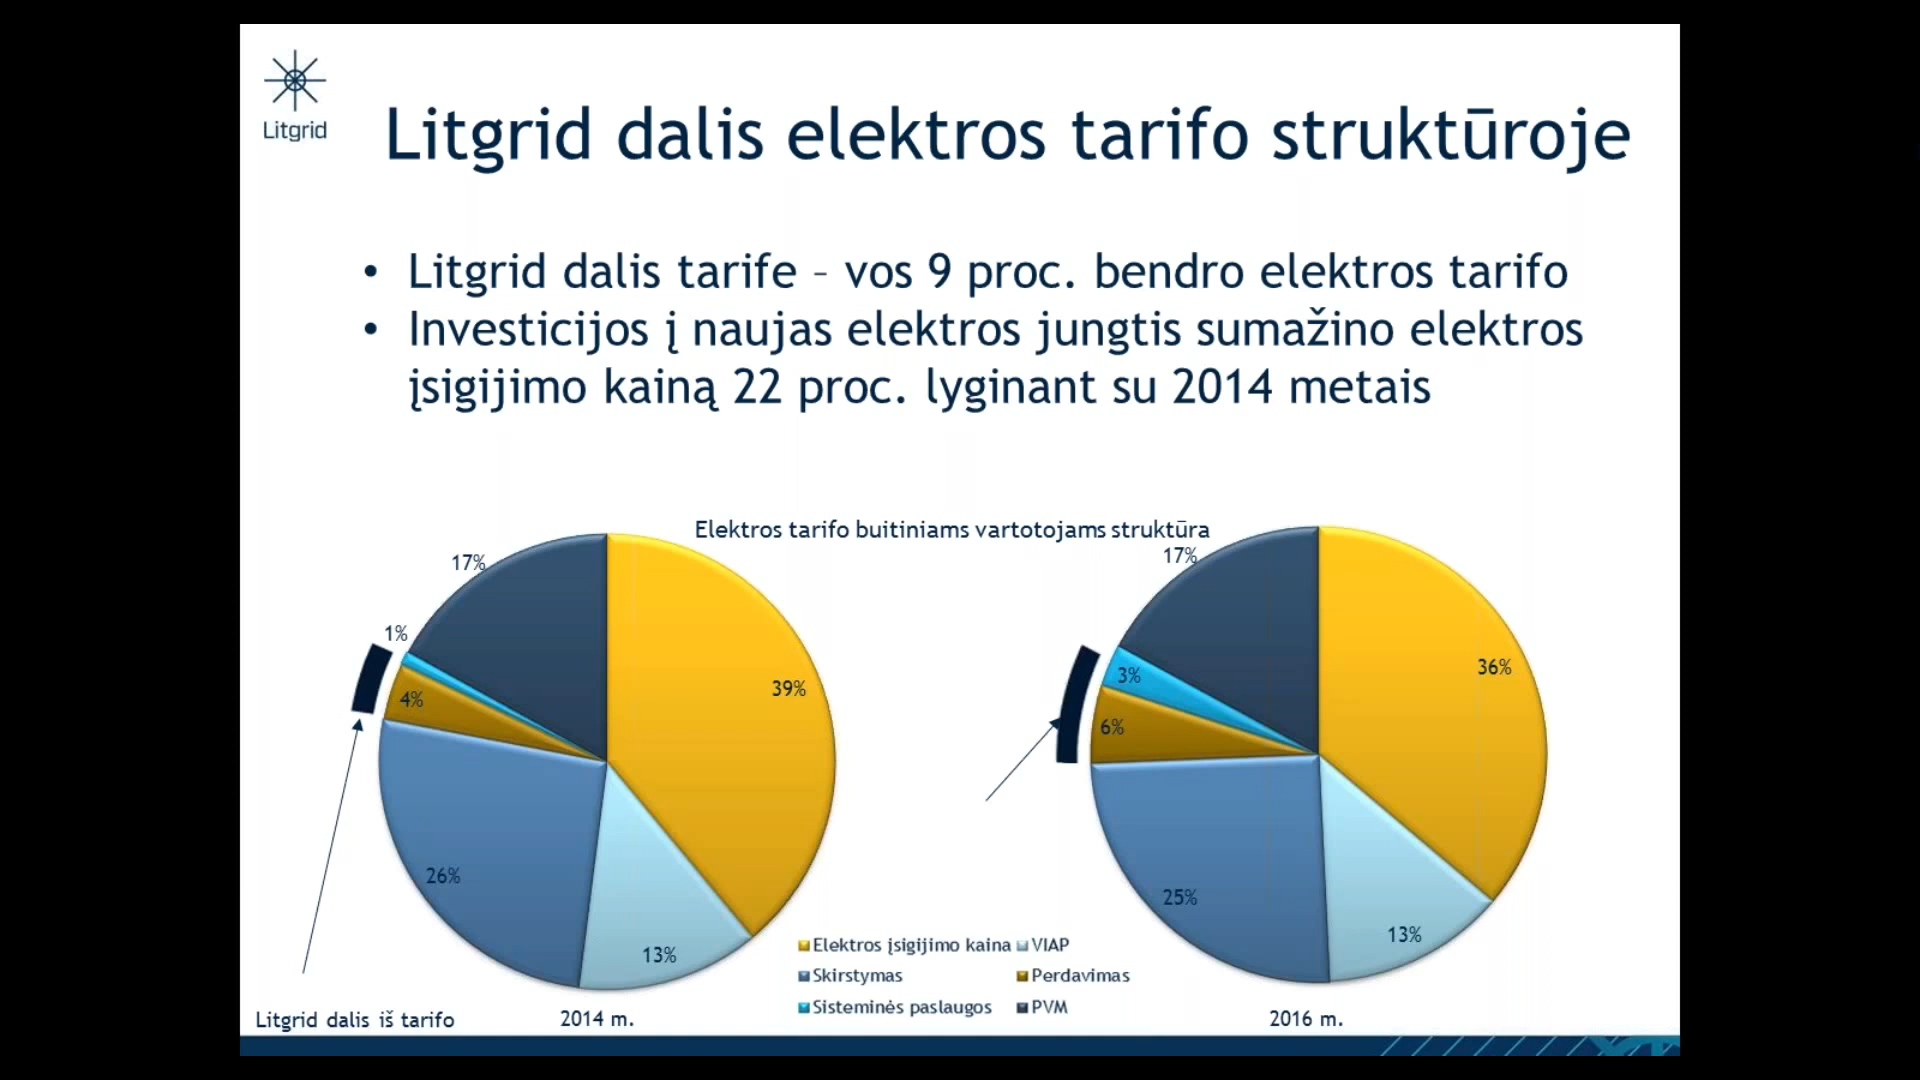 Litgrid
Litgrid dalis elektros tarifo struktūroje
• Litgrid dalis tarife – vos 9 proc. bendro elektros tarifo
• Investicijos į naujas elektros jungtis sumažino elektros
įsigijimo kainą 22 proc. lyginant su 2014 metais
Elektros tarifo buitiniams vartotojams struktūra
17%
1%
4%
39%
26%
13%
17%
3%
6%
36%
25%
13%
Elektros įsigijimo kaina
VIAP
Skirstymas
Perdavimas
Sisteminės paslaugos
PVM
Litgrid dalis iš tarifo
2014 m.
2016 m.